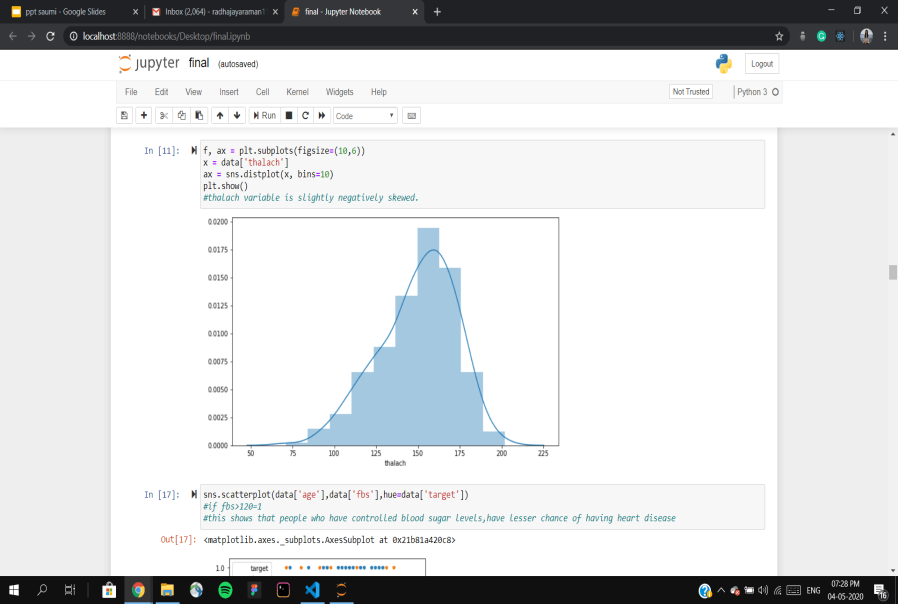 ppt saumi - Google Slides
Inbox (2,064) - radhajayaraman1
final - Jupyter Notebook
localhost:8888/notebooks/Desktop/final.ipynb
jupyter final (autosaved)
Logout
File Edit View Insert Cell Kernel Widgets Help
Not Trusted
Python 3
Run
Code
In [11]:
f, ax = plt.subplots(figsize=(10,6))
x = data['thalach']
ax = sns.distplot(x, bins=10)
plt.show()
#thalach variable is slightly negatively skewed.
0.0200
0.0175
0.0150
0.0125
0.0100
0.0075
0.0050
0.0025
0.0000
50 75 100 125 150 175 200 225
thalach
In [17]:
sns.scatterplot(data['age'],data['fbs'],hue=data['target'])
#if fbs>120=1
#this shows that people who have controlled blood sugar levels,have lesser chance of having heart disease
Out[17]:
<matplotlib.axes._subplots.AxesSubplot at 0x21b81a420c8>
1.0
target
ENG
07:28 PM
04-05-2020
16